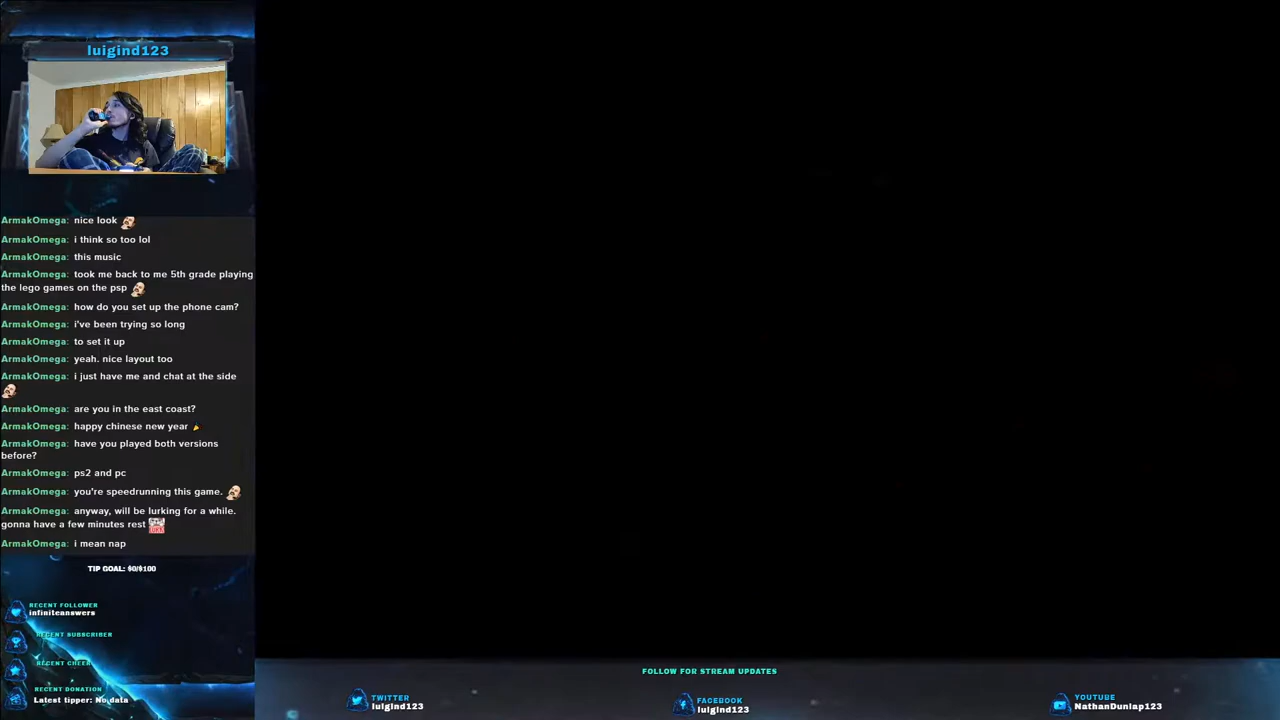 luigind123
ArmakOmega: nice look
ArmakOmega: i think so too lol
ArmakOmega: this music
ArmakOmega: took me back to me 5th grade playing
the lego games on the psp
ArmakOmega: how do you set up the phone cam?
ArmakOmega: i've been trying so long
ArmakOmega: to set it up
ArmakOmega: yeah. nice layout too
ArmakOmega: i just have me and chat at the side
ArmakOmega: are you in the east coast?
ArmakOmega: happy chinese new year
ArmakOmega: have you played both versions
before?
ArmakOmega: ps2 and pc
ArmakOmega: you're speedrunning this game.
ArmakOmega: anyway, will be lurking for a while.
gonna have a few minutes rest
ArmakOmega: i mean nap
TIP GOAL: $0/$100
RECENT FOLLOWER
infiniteanswers
RECENT SUBSCRIBER
RECENT CHEER
RECENT DONATION
Latest tipper: No data
FOLLOW FOR STREAM UPDATES
TWITTER
luigind123
FACEBOOK
luigind123
YOUTUBE
NathanDunlap123